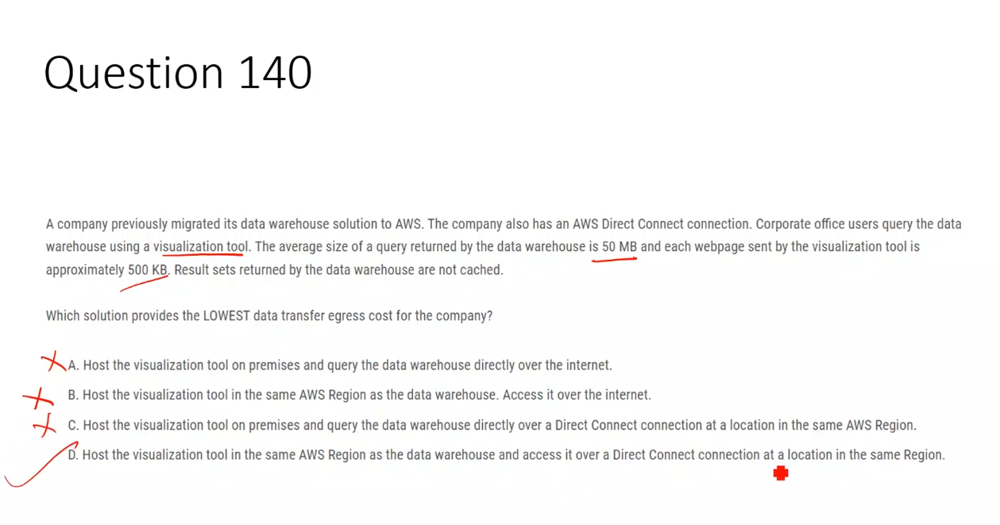 Question 140
A company previously migrated its data warehouse solution to AWS. The company also has an AWS Direct Connect connection. Corporate office users query the data
warehouse using a visualization tool. The average size of a query returned by the data warehouse is 50 MB and each webpage sent by the visualization tool is
approximately 500 KB. Result sets returned by the data warehouse are not cached.
Which solution provides the LOWEST data transfer egress cost for the company?
A. Host the visualization tool on premises and query the data warehouse directly over the internet.
B. Host the visualization tool in the same AWS Region as the data warehouse. Access it over the internet.
C. Host the visualization tool on premises and query the data warehouse directly over a Direct Connect connection at a location in the same AWS Region.
D. Host the visualization tool in the same AWS Region as the data warehouse and access it over a Direct Connect connection at a location in the same Region.